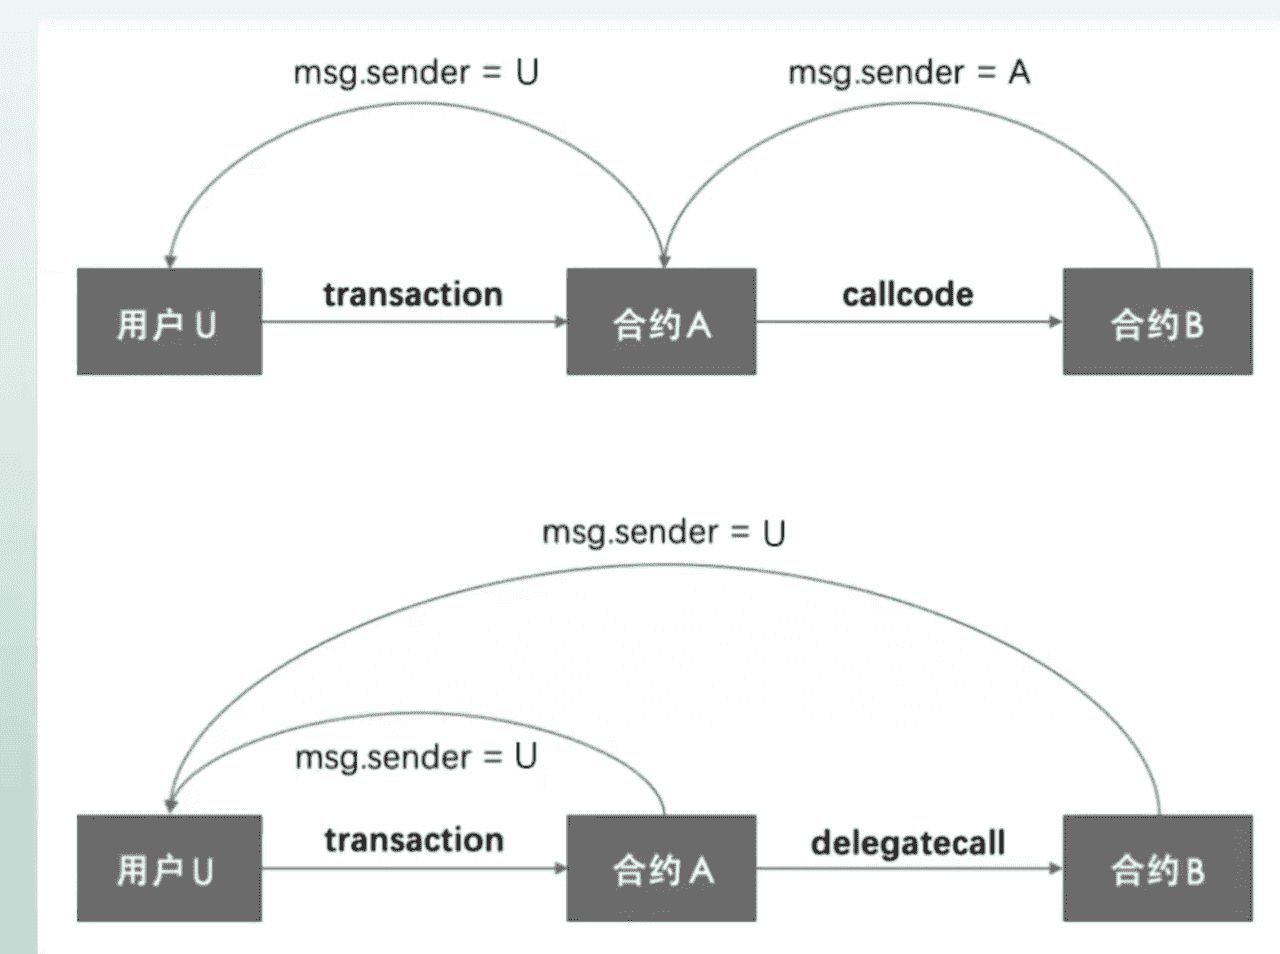 msg.sender = U
msg.sender = A
用户 U
transaction
合约 A
callcode
合约 B
msg.sender = U
msg.sender = U
用户 U
transaction
合约 A
delegatecall
合约 B